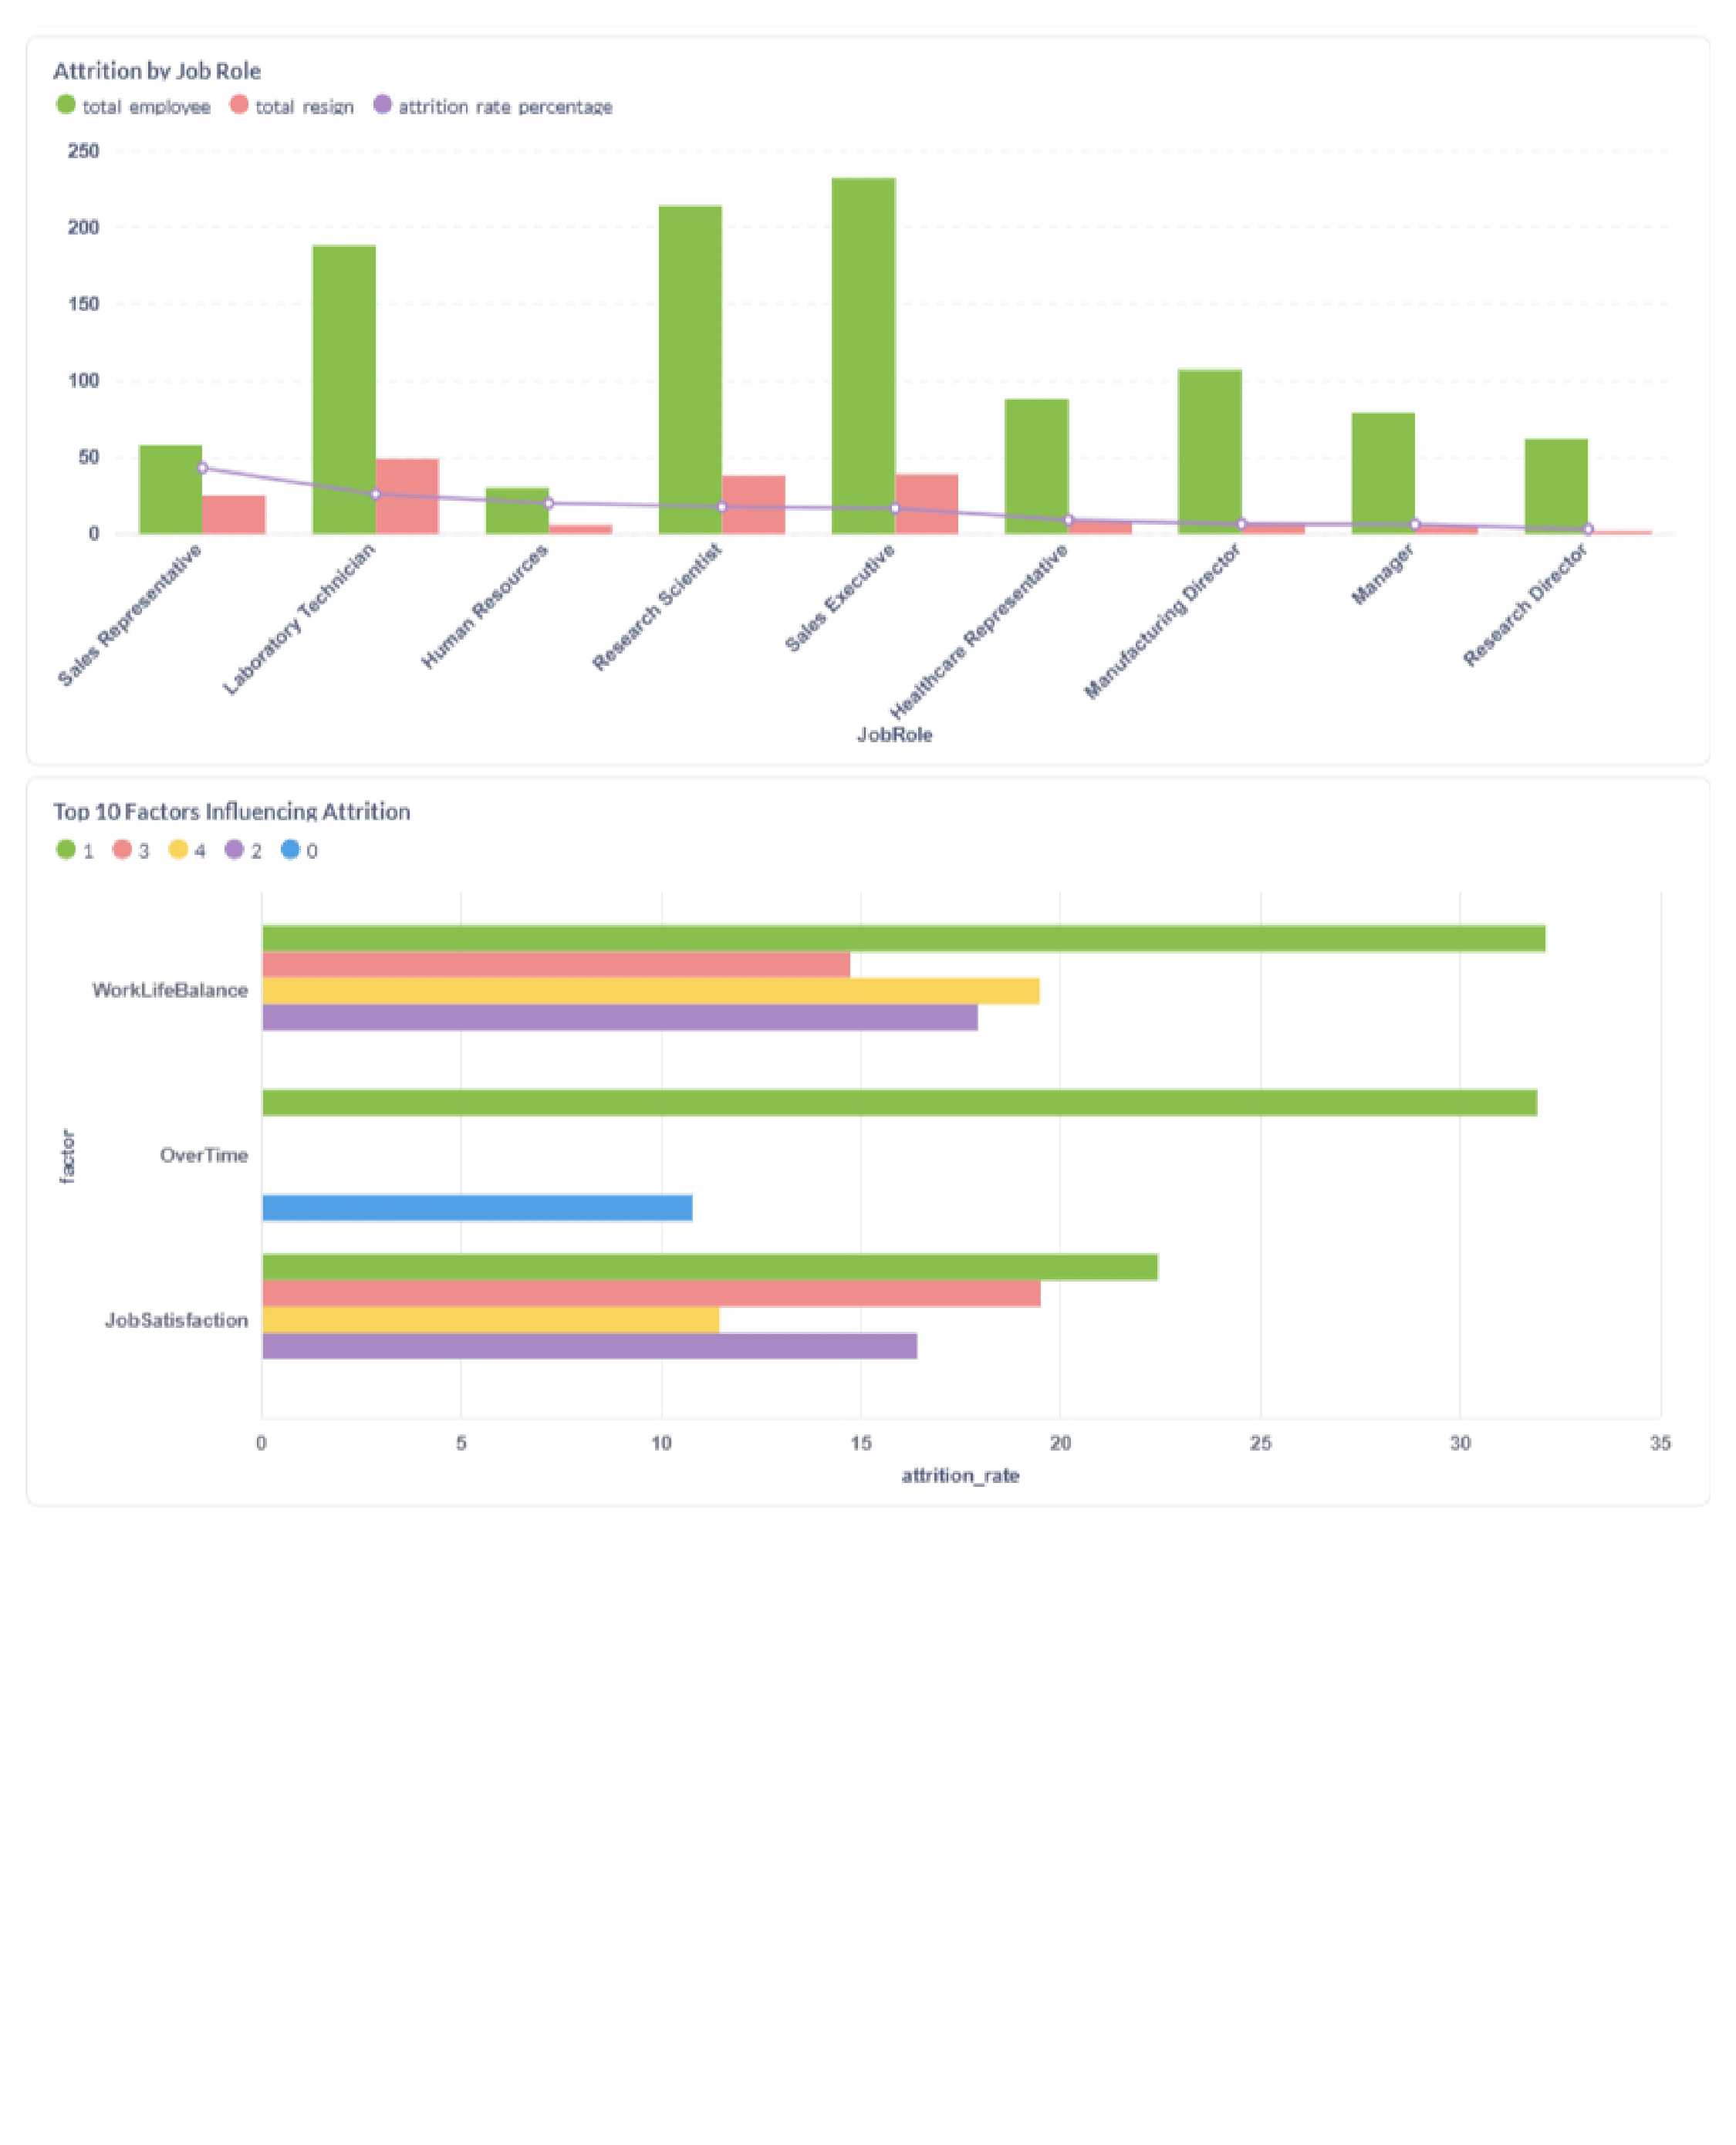 Attrition by Job Role
total employee total resign attrition rate percentage
250
200
150
100
50
0
Sales Representative
Laboratory Technician
Human Resources
Research Scientist
Sales Executive
Healthcare Representative
Manufacturing Director
Manager
Research Director
JobRole
Top 10 Factors Influencing Attrition
1 3 4 2 0
WorkLifeBalance
factor
OverTime
JobSatisfaction
0 5 10 15 20 25 30 35
attrition_rate